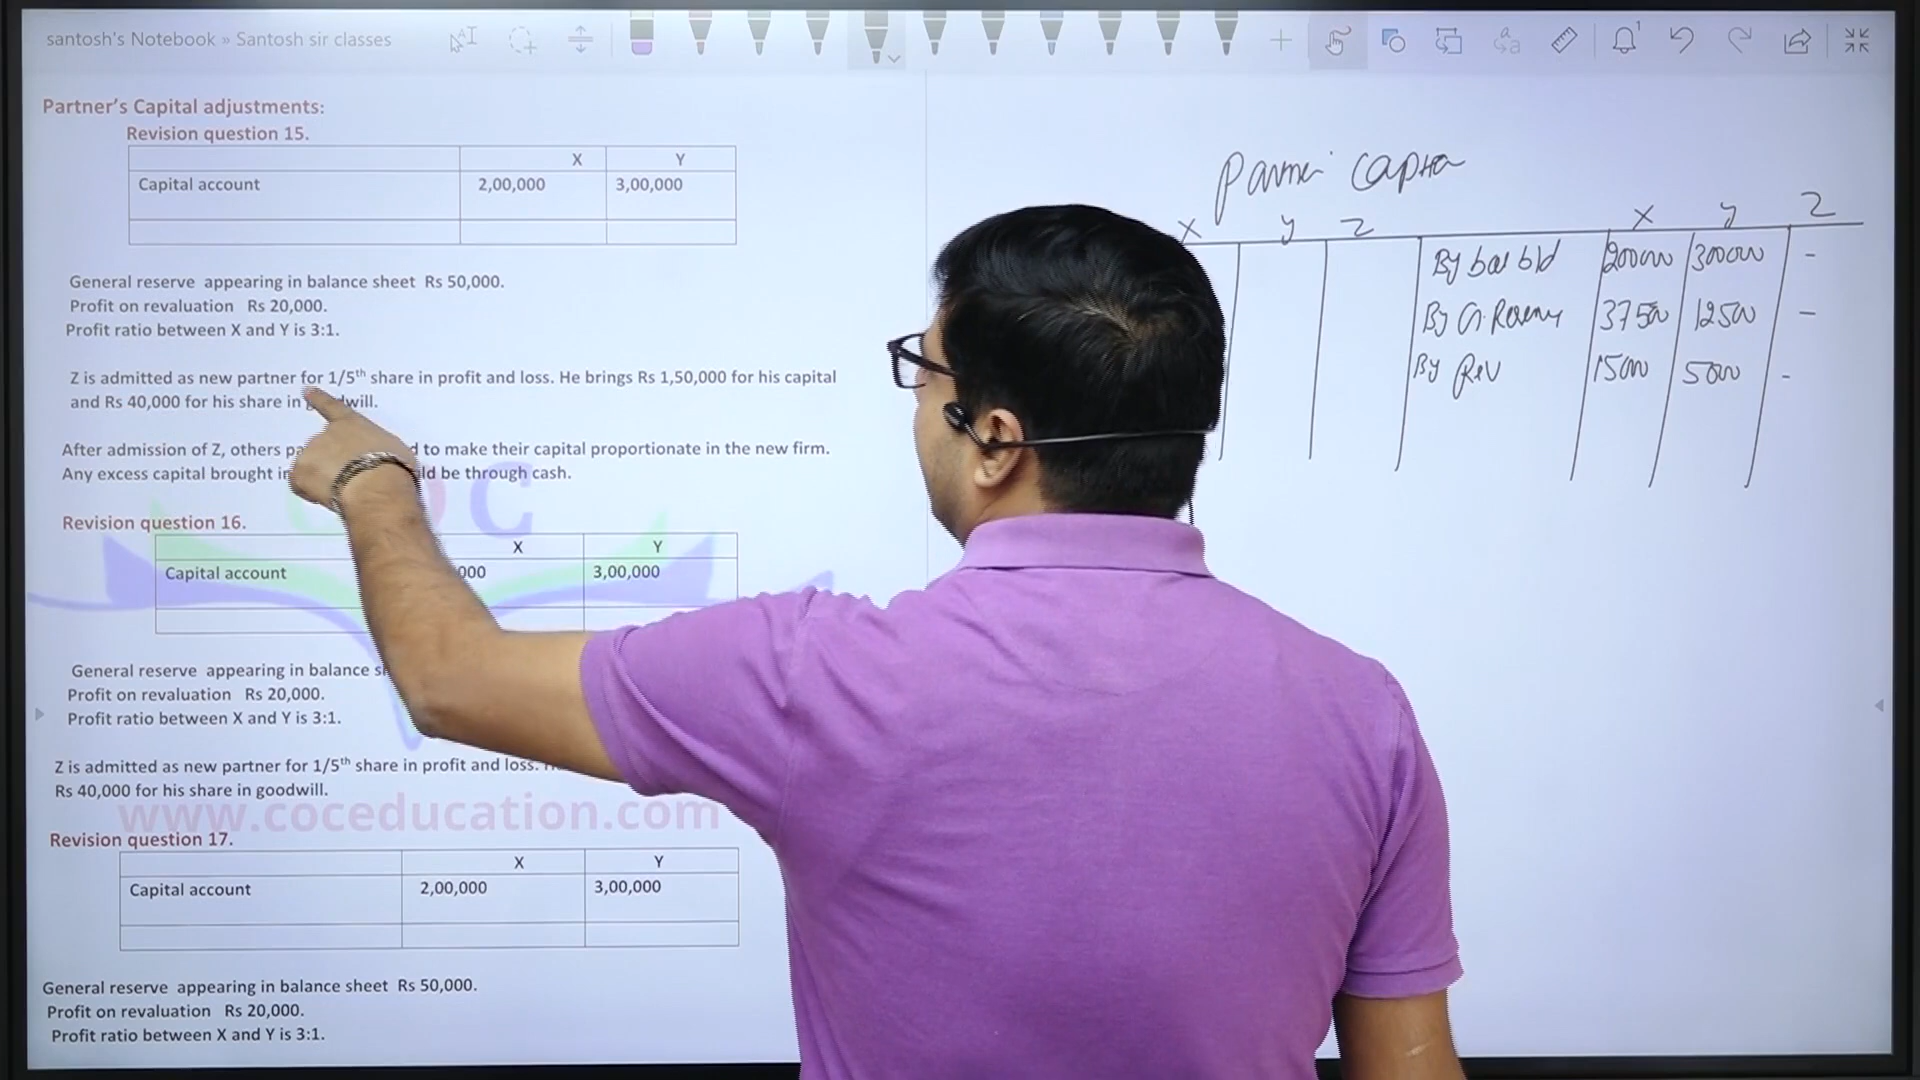 santosh's Notebook » Santosh sir classes
Partner's Capital adjustments:
Revision question 15.
X Y
Capital account 2,00,000 3,00,000
General reserve appearing in balance sheet Rs 50,000.
Profit on revaluation Rs 20,000.
Profit ratio between X and Y is 3:1.
Z is admitted as new partner for 1/5th share in profit and loss. He brings Rs 1,50,000 for his capital
and Rs 40,000 for his share in will.
After admission of Z, others to make their capital proportionate in the new firm.
Any excess capital brought be through cash.
COC
Revision question 16.
X Y
Capital account 000 3,00,000
General reserve appearing in balance
Profit on revaluation Rs 20,000.
Profit ratio between X and Y is 3:1.
Z is admitted as new partner for 1/5th share in profit and loss.
Rs 40,000 for his share in goodwill.
www.coceducation.com
Revision question 17.
X Y
Capital account 2,00,000 3,00,000
General reserve appearing in balance sheet Rs 50,000.
Profit on revaluation Rs 20,000.
Profit ratio between X and Y is 3:1.
X Y Z X Y Z
By bal b/d 200000 300000 -
By G. 37500 12500 -
By Rev 15000 5000 -